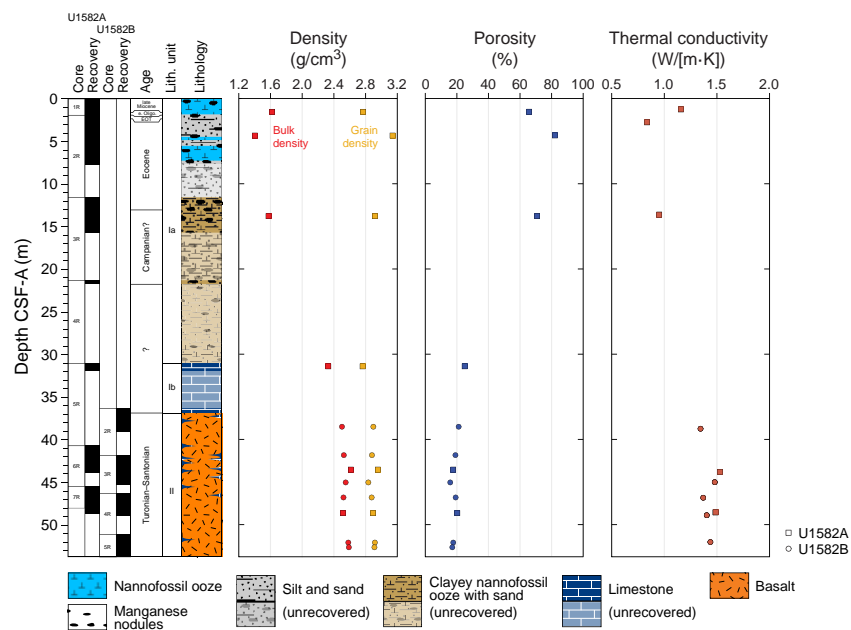 U1582A
U1582B
Core
Recovery
Core
Recovery
Age
Lith. unit
Lithology
Density
(g/cm3)
Porosity
(%)
Thermal conductivity
(W/[m·K])
1.2 1.6 2.0 2.4 2.8 3.2
0 20 40 60 80 100
0.5 1.0 1.5 2.0
Depth CSF-A (m)
0
5
10
15
20
25
30
35
40
45
50
1R
2R
3R
4R
5R
6R
7R
2R
3R
4R
5R
late
Miocene
e. Oligo.
EOT
Eocene
Campanian?
?
Turonian–Santonian
Ia
Ib
II
Bulk
density
Grain
density
U1582A
U1582B
Nannofossil ooze
Manganese
nodules
Silt and sand
(unrecovered)
Clayey nannofossil
ooze with sand
(unrecovered)
Limestone
(unrecovered)
Basalt